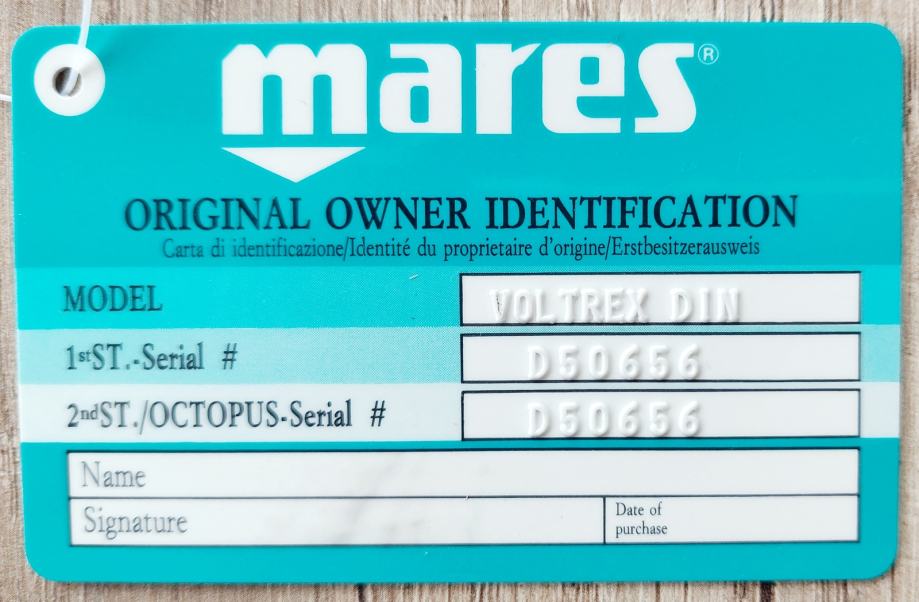 mares®
ORIGINAL OWNER IDENTIFICATION
Carta di identificazione/Identité du proprietaire d'origine/Erstbesitzerausweis
MODEL VOLTREX DIN
1stST.-Serial # D50656
2ndST./OCTOPUS-Serial # D50656
Name
Signature Date of
purchase